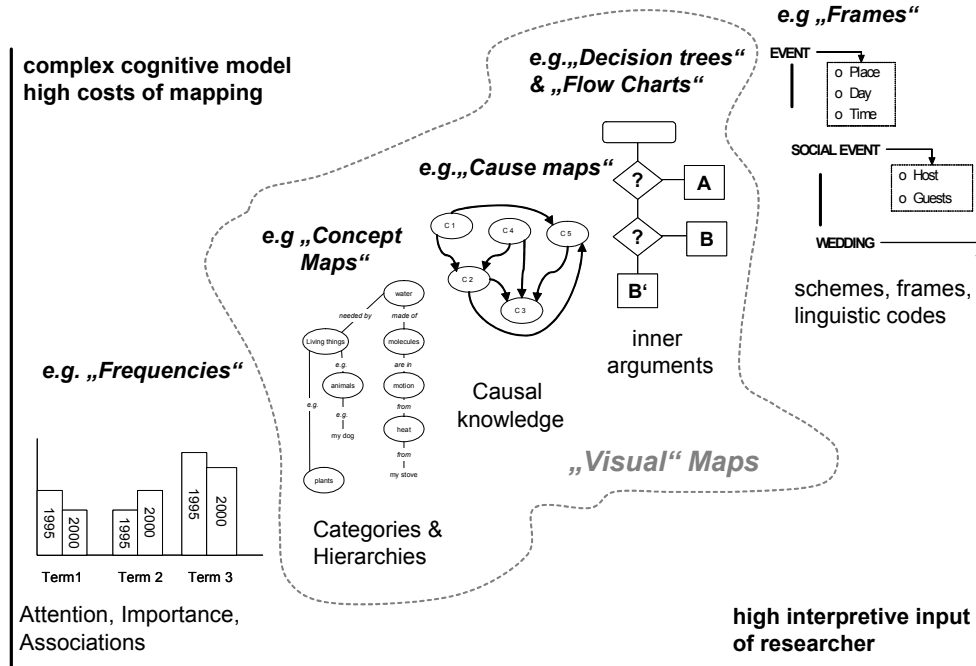 complex cognitive model
high costs of mapping
e.g. „Frequencies“
1995
2000
1995
2000
1995
2000
Term1
Term 2
Term 3
Attention, Importance,
Associations
e.g „Concept
Maps“
water
needed by
made of
Living things
molecules
e.g.
are in
animals
motion
e.g.
e.g.
from
my dog
heat
from
plants
my stove
Categories &
Hierarchies
e.g.„Cause maps“
C 1
C 4
C 5
C 2
C 3
Causal
knowledge
e.g.„Decision trees“
& „Flow Charts“
?
A
?
B
B‘
inner
arguments
„Visual“ Maps
e.g „Frames“
EVENT
o Place
o Day
o Time
SOCIAL EVENT
o Host
o Guests
WEDDING
schemes, frames,
linguistic codes
high interpretive input
of researcher